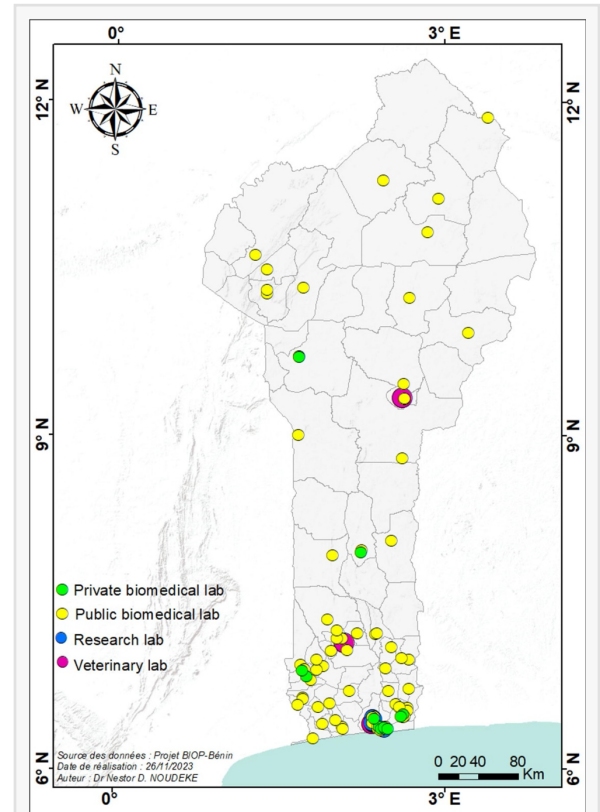 0°
3° E
N
W
E
S
12° N
12° N
9° N
9° N
Private biomedical lab
Public biomedical lab
Research lab
Veterinary lab
Source des données : Projet BIOP-Bénin
Date de réalisation : 26/11/2023
Auteur : Dr Nestor D. NOUDEKE
0 20 40 80
Km
6° N
6° N
0°
3° E